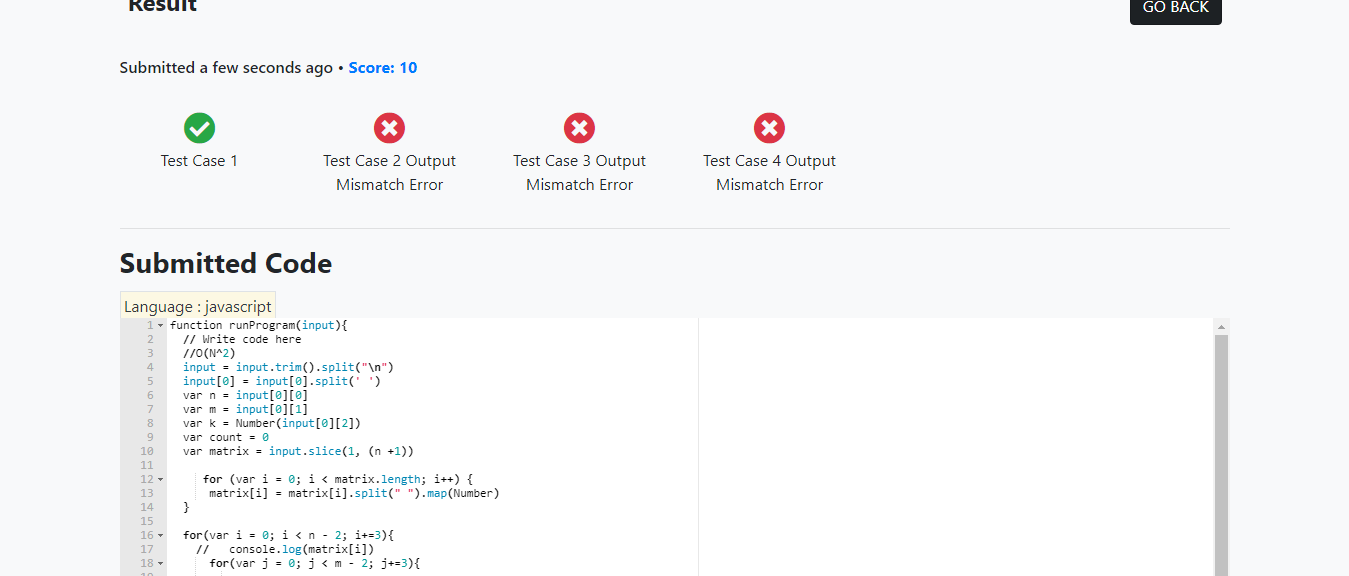 Result
GO BACK
Submitted a few seconds ago • Score: 10
Test Case 1
Test Case 2 Output
Mismatch Error
Test Case 3 Output
Mismatch Error
Test Case 4 Output
Mismatch Error
Submitted Code
Language : javascript
1 function runProgram(input){
2 // Write code here
3 //O(N^2)
4 input = input.trim().split("\n")
5 input[0] = input[0].split(' ')
6 var n = input[0][0]
7 var m = input[0][1]
8 var k = Number(input[0][2])
9 var count = 0
10 var matrix = input.slice(1, (n +1))
11
12 for (var i = 0; i < matrix.length; i++) {
13 matrix[i] = matrix[i].split(" ").map(Number)
14 }
15
16 for(var i = 0; i < n - 2; i+=3){
17 // console.log(matrix[i])
18 for(var j = 0; j < m - 2; j+=3){